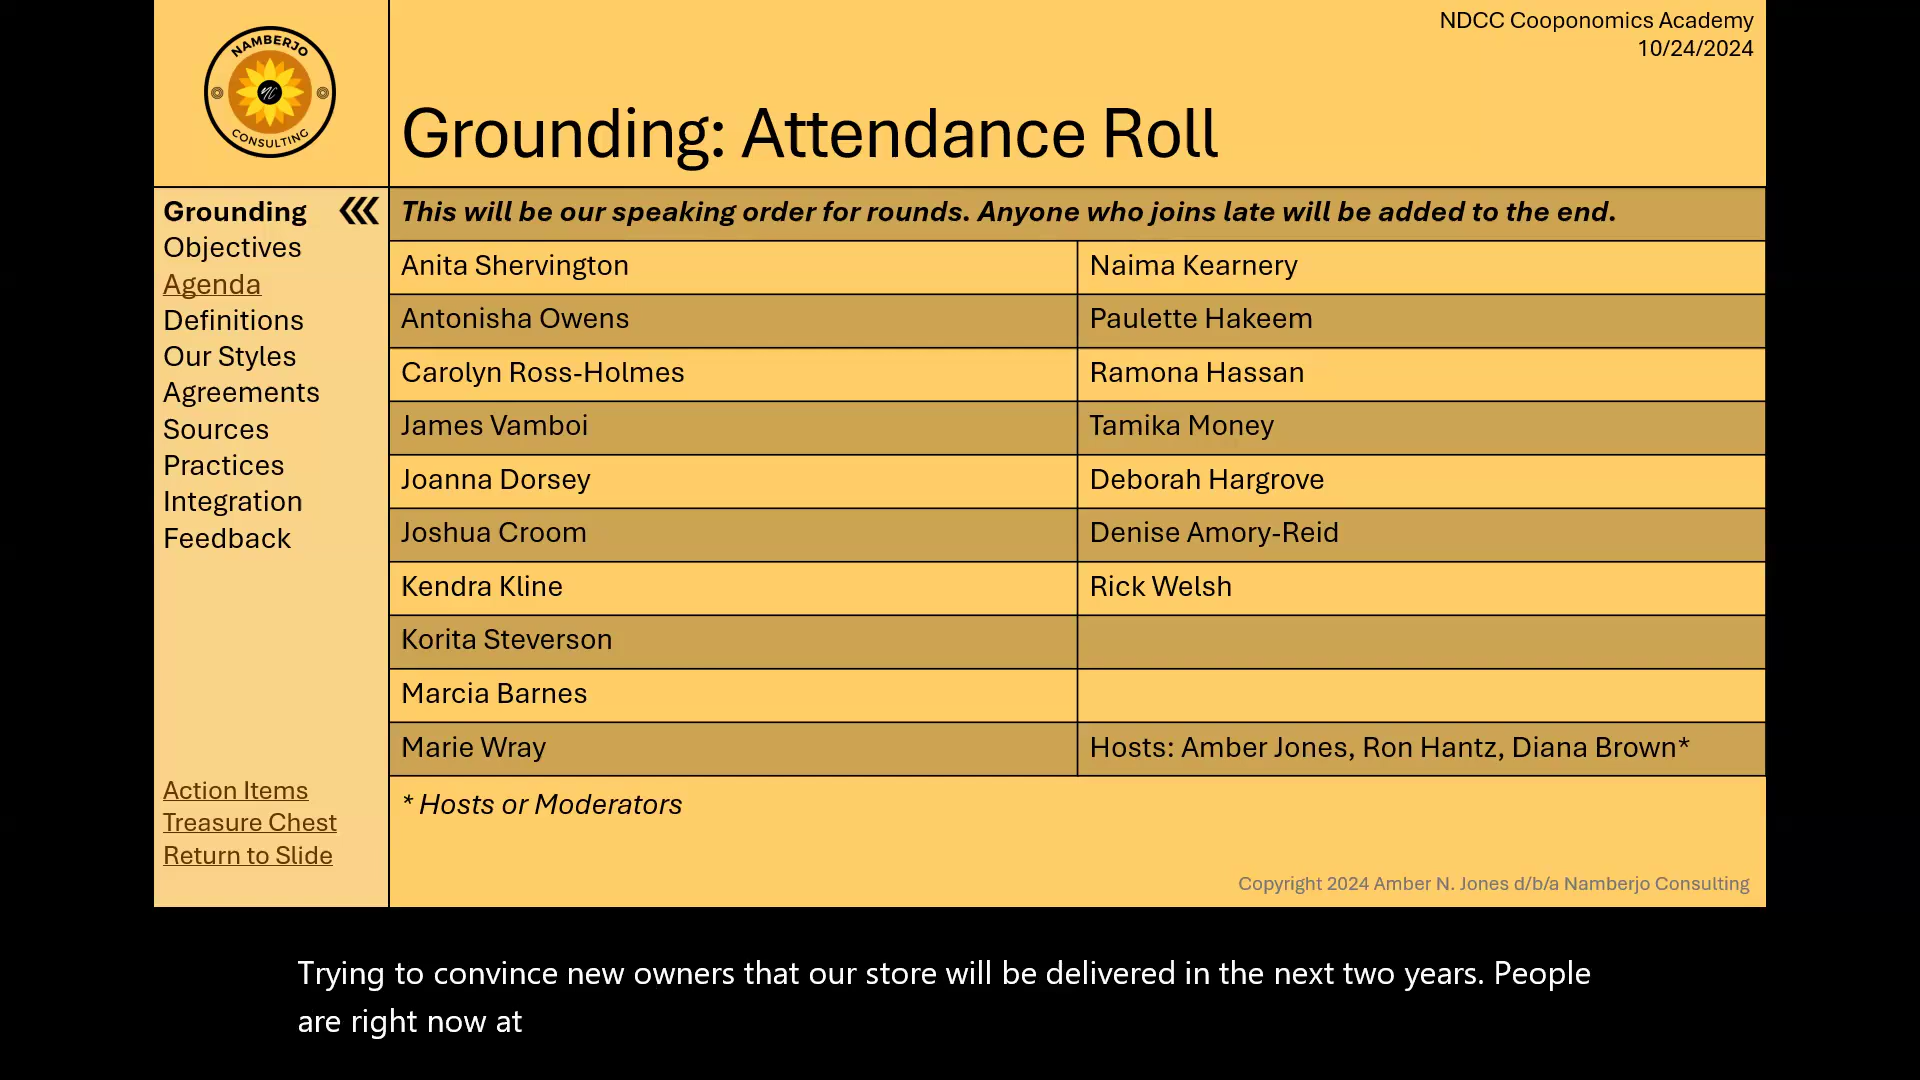 NAMBERJO
CONSULTING
NDCC Cooponomics Academy
10/24/2024
Grounding: Attendance Roll
Grounding
Objectives
Agenda
Definitions
Our Styles
Agreements
Sources
Practices
Integration
Feedback
Action Items
Treasure Chest
Return to Slide
This will be our speaking order for rounds. Anyone who joins late will be added to the end.
Anita Shervington
Naima Kearnery
Antonisha Owens
Paulette Hakeem
Carolyn Ross-Holmes
Ramona Hassan
James Vamboi
Tamika Money
Joanna Dorsey
Deborah Hargrove
Joshua Croom
Denise Amory-Reid
Kendra Kline
Rick Welsh
Korita Steverson
Marcia Barnes
Marie Wray
Hosts: Amber Jones, Ron Hantz, Diana Brown*
* Hosts or Moderators
Copyright 2024 Amber N. Jones d/b/a Namberjo Consulting
Trying to convince new owners that our store will be delivered in the next two years. People
are right now at